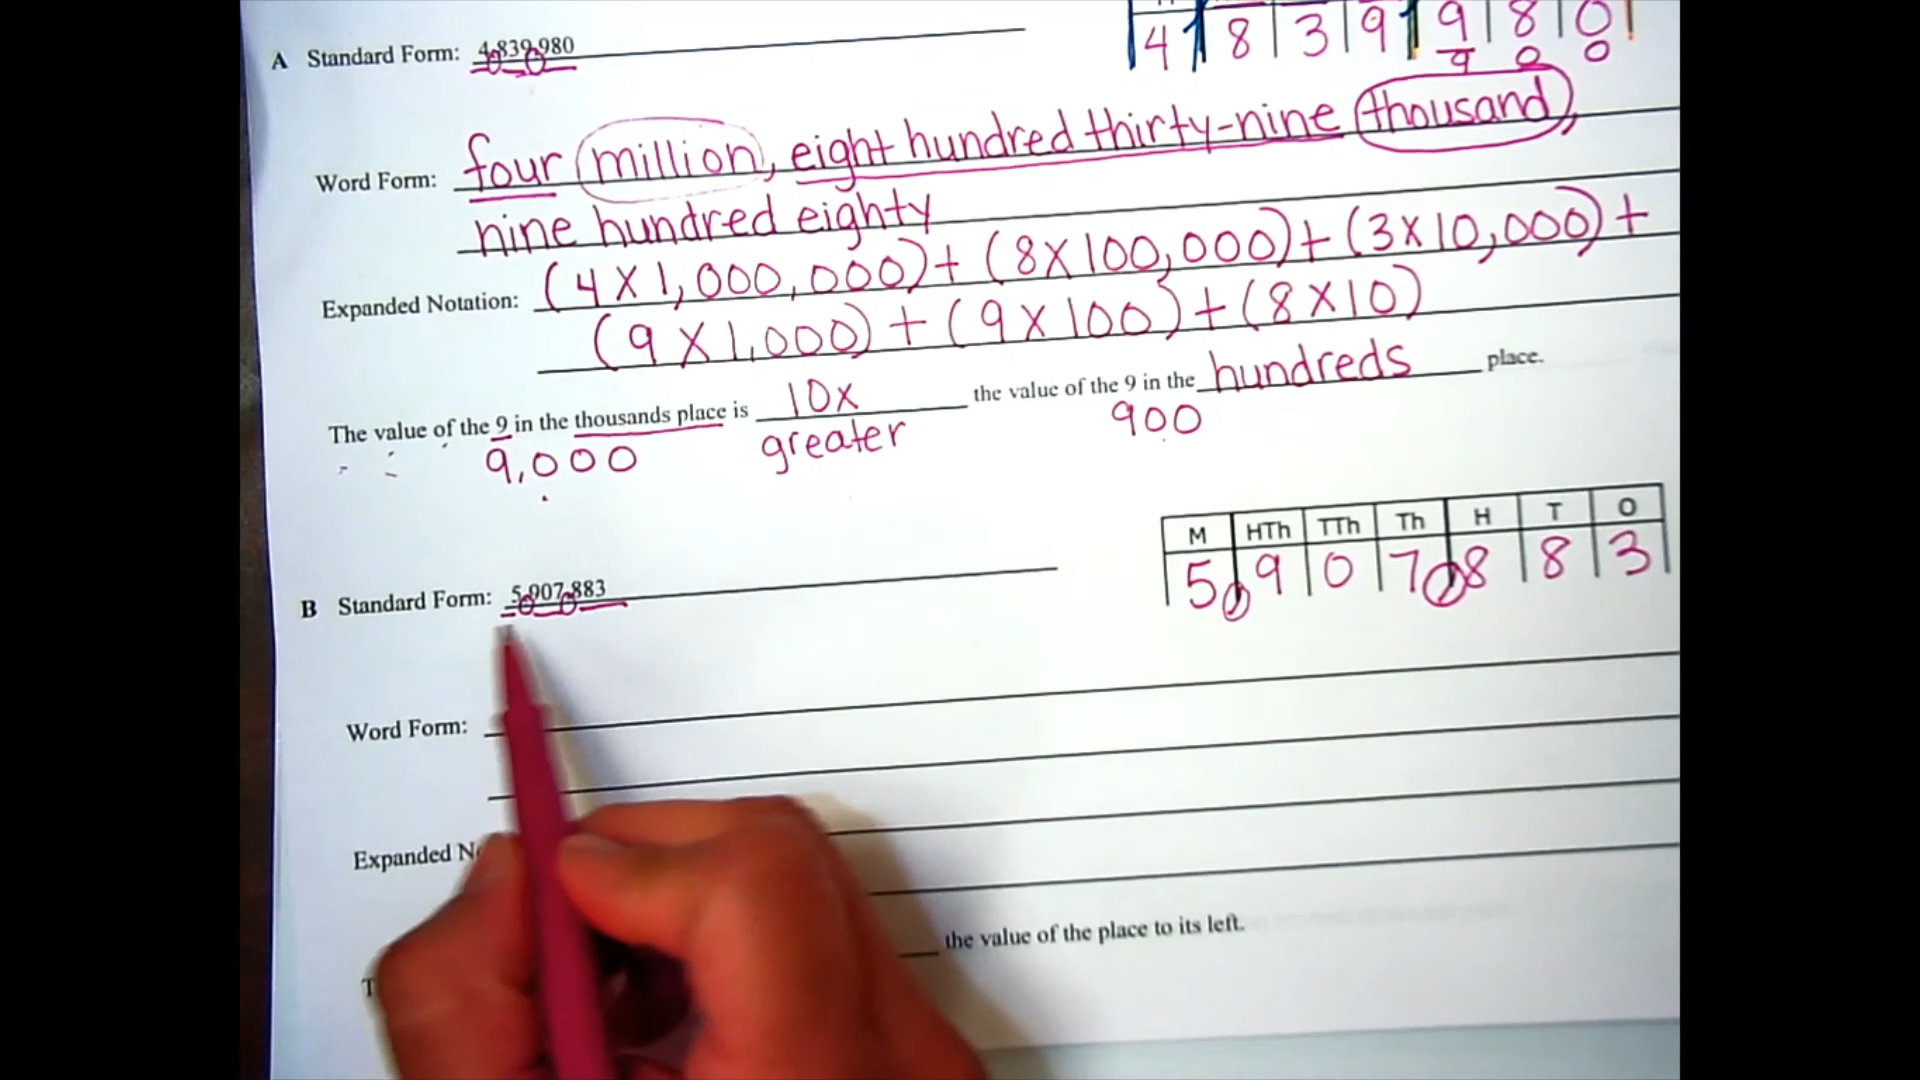 4 , 8 3 9 , 9 8 0
A Standard Form: 4,839,980
9 0 0
Word Form: four million, eight hundred thirty-nine thousand,
nine hundred eighty
Expanded Notation: (4 X 1,000,000) + (8 X 100,000) + (3 X 10,000) +
(9 X 1,000) + (9 X 100) + (8 X 10)
The value of the 9 in the thousands place is 10x the value of the 9 in the hundreds place.
9,000 greater 900
M HTh TTh Th H T O
5, 9 0 7, 8 8 3
B Standard Form: 5,907,883
Word Form:
Expanded
the value of the place to its left.